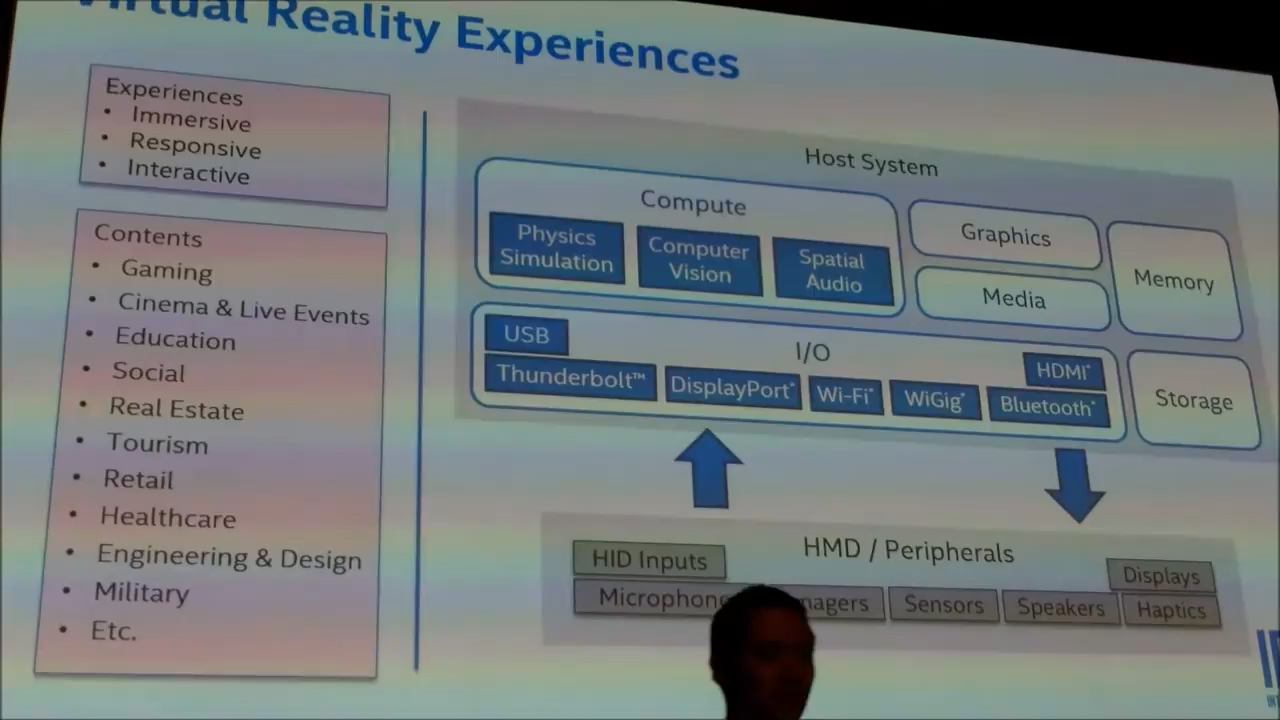 Virtual Reality Experiences
Experiences
• Immersive
• Responsive
• Interactive
Contents
• Gaming
• Cinema & Live Events
• Education
• Social
• Real Estate
• Tourism
• Retail
• Healthcare
• Engineering & Design
• Military
• Etc.
Host System
Compute
Physics
Simulation
Computer
Vision
Spatial
Audio
Graphics
Media
Memory
Storage
I/O
USB
Thunderbolt™
DisplayPort*
Wi-Fi*
WiGig*
HDMI*
Bluetooth*
HMD / Peripherals
HID Inputs
Microphone
Sensors
Speakers
Displays
Haptics